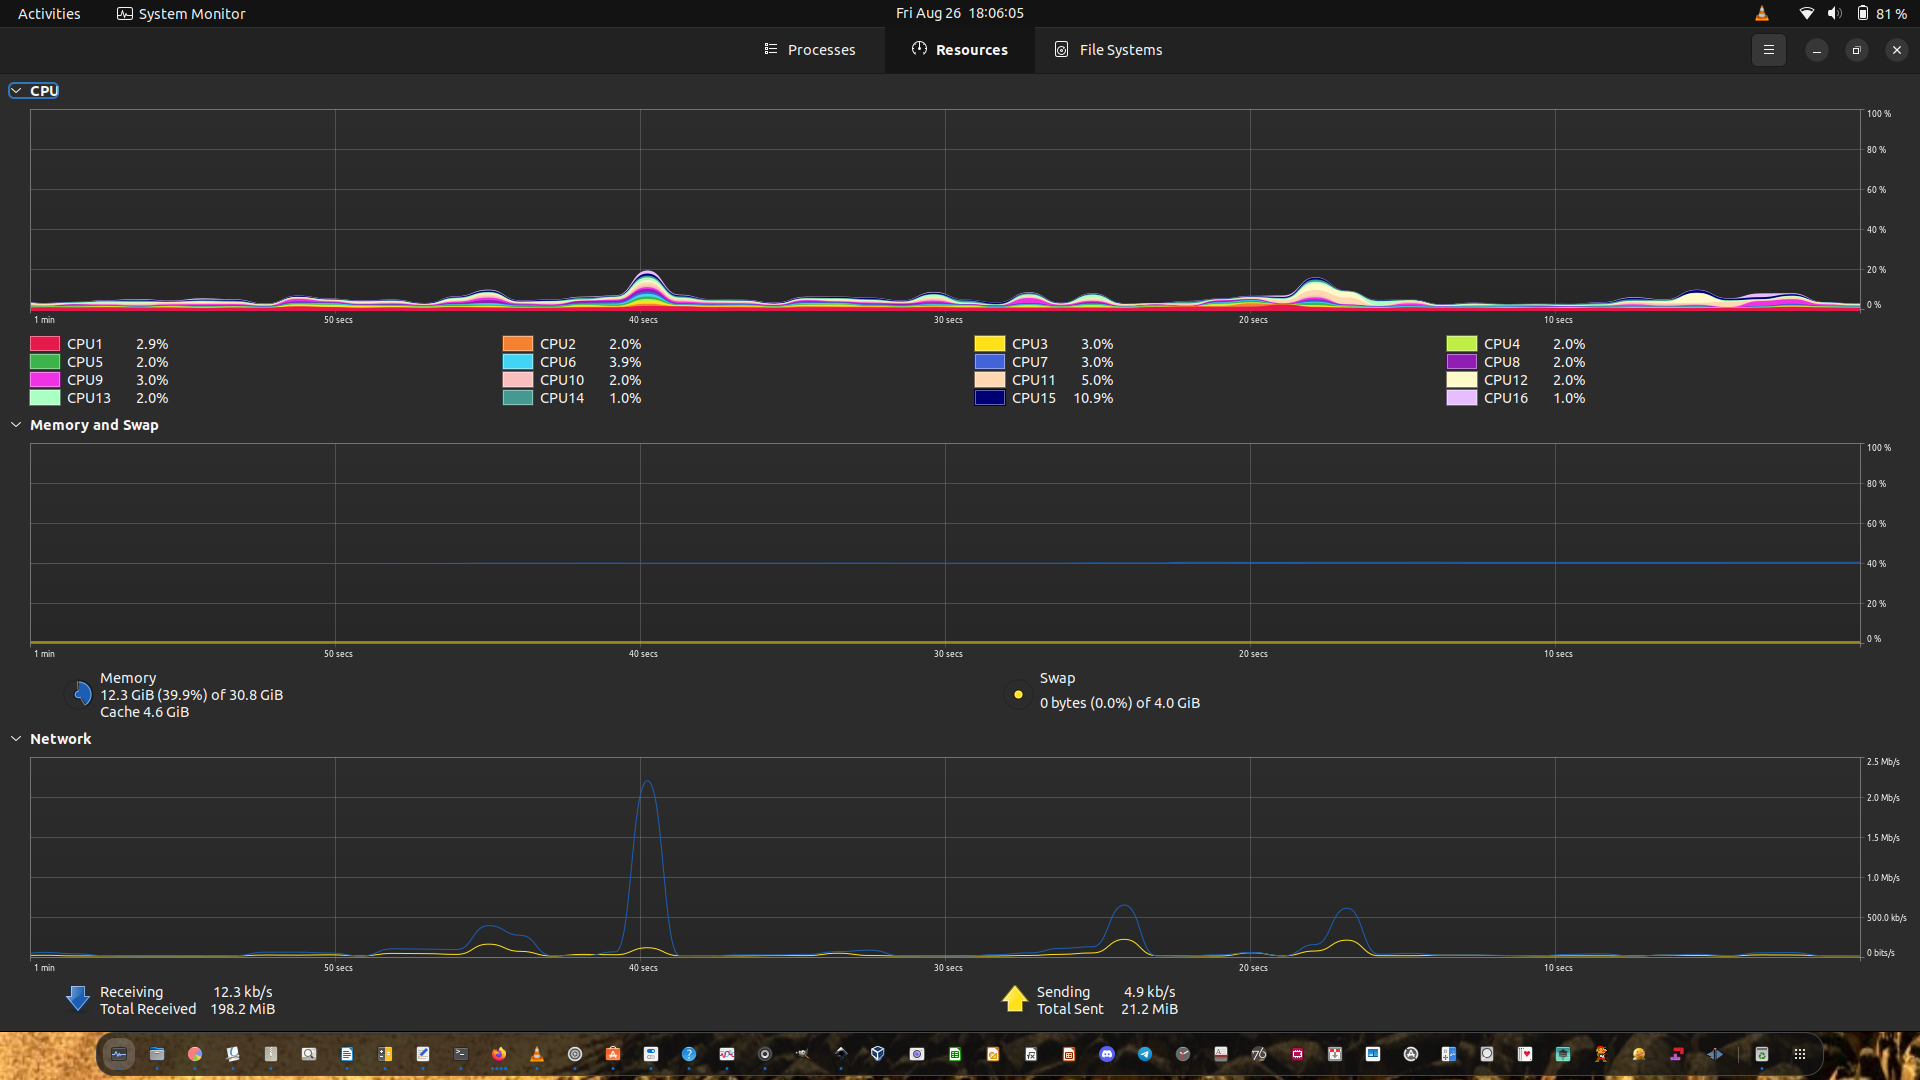 Activities System Monitor Fri Aug 26 18:06:05 81 %
Processes Resources File Systems
CPU
100 %
80 %
60 %
40 %
20 %
0 %
1 min 50 secs 40 secs 30 secs 20 secs 10 secs
CPU1 2.9% CPU2 2.0% CPU3 3.0% CPU4 2.0%
CPU5 2.0% CPU6 3.9% CPU7 3.0% CPU8 2.0%
CPU9 3.0% CPU10 2.0% CPU11 5.0% CPU12 2.0%
CPU13 2.0% CPU14 1.0% CPU15 10.9% CPU16 1.0%
Memory and Swap
100 %
80 %
60 %
40 %
20 %
0 %
1 min 50 secs 40 secs 30 secs 20 secs 10 secs
Memory Swap
12.3 GiB (39.9%) of 30.8 GiB 0 bytes (0.0%) of 4.0 GiB
Cache 4.6 GiB
Network
2.5 Mb/s
2.0 Mb/s
1.5 Mb/s
1.0 Mb/s
500.0 kb/s
0 bits/s
1 min 50 secs 40 secs 30 secs 20 secs 10 secs
Receiving 12.3 kb/s Sending 4.9 kb/s
Total Received 198.2 MiB Total Sent 21.2 MiB
76